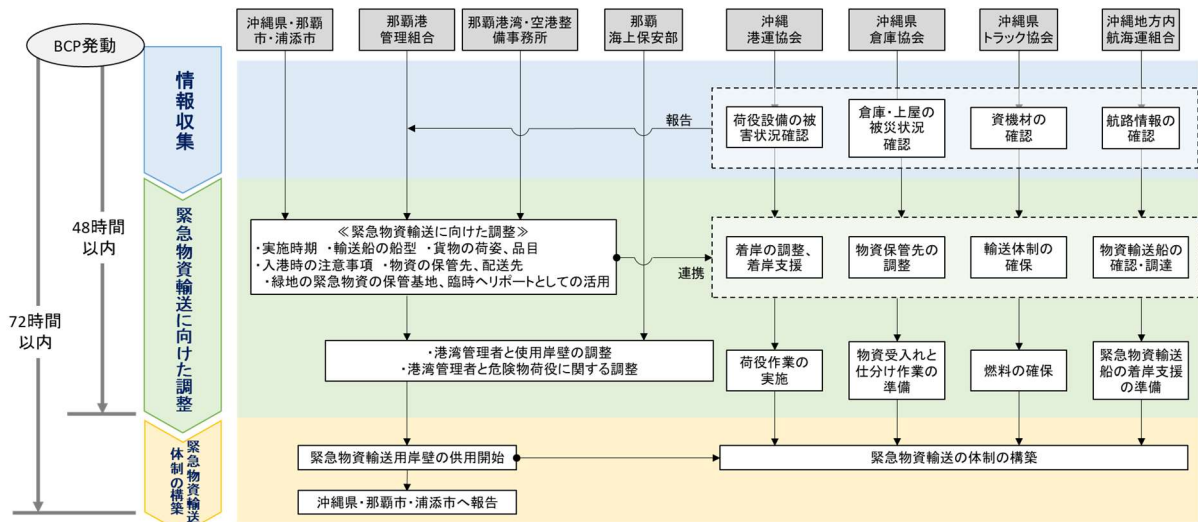 BCP発動
沖縄県・那覇
市・浦添市
那覇港
管理組合
那覇港湾・空港整
備事務所
那覇
海上保安部
沖縄
港運協会
沖縄県
倉庫協会
沖縄県
トラック協会
沖縄地方内
航海運組合
情報収集
報告
荷役設備の被
害状況確認
倉庫・上屋の
被災状況
確認
資機材の
確認
航路情報の
確認
48時間
以内
72時間
以内
緊急物資輸送に向けた調整
≪緊急物資輸送に向けた調整≫
・実施時期 ・輸送船の船型 ・貨物の荷姿、品目
・入港時の注意事項 ・物資の保管先、配送先
・緑地の緊急物資の保管基地、臨時ヘリポートとしての活用
連携
着岸の調整、
着岸支援
物資保管先の
調整
輸送体制の
確保
物資輸送船の
確認・調達
・港湾管理者と使用岸壁の調整
・港湾管理者と危険物荷役に関する調整
荷役作業の
実施
物資受入れと
仕分け作業の
準備
燃料の確保
緊急物資輸送
船の着岸支援
の準備
緊急物資輸送
体制の構築
緊急物資輸送用岸壁の供用開始
緊急物資輸送の体制の構築
沖縄県・那覇市・浦添市へ報告